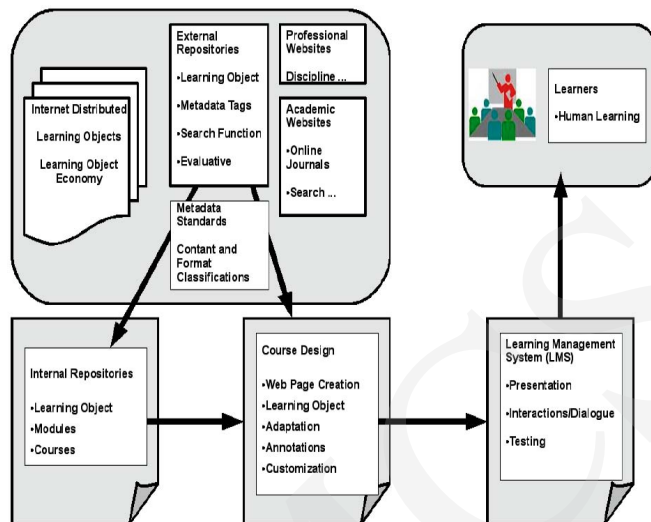 Internet Distributed
Learning Objects
Learning Object
Economy
External
Repositories
•Learning Object
•Metadata Tags
•Search Function
•Evaluative
Professional
Websites
Discipline ...
Academic
Websites
•Online
Journals
•Search ...
Metadata
Standards
Contant and
Format
Classifications
Learners
•Human Learning
Internal Repositories
•Learning Object
•Modules
•Courses
Course Design
•Web Page Creation
•Learning Object
•Adaptation
•Annotations
•Customization
Learning Management
System (LMS)
•Presentation
•Interactions/Dialogue
•Testing